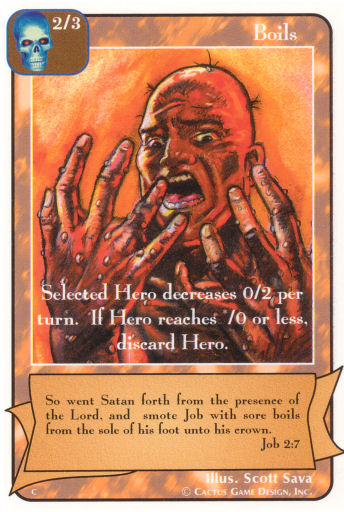 2/3
Boils
Selected Hero decreases 0/2 per
turn. If Hero reaches */0 or less,
discard Hero.
So went Satan forth from the presence of
the Lord, and smote Job with sore boils
from the sole of his foot unto his crown.
Job 2:7
Illus. Scott Sava
C
© Cactus Game Design, Inc.